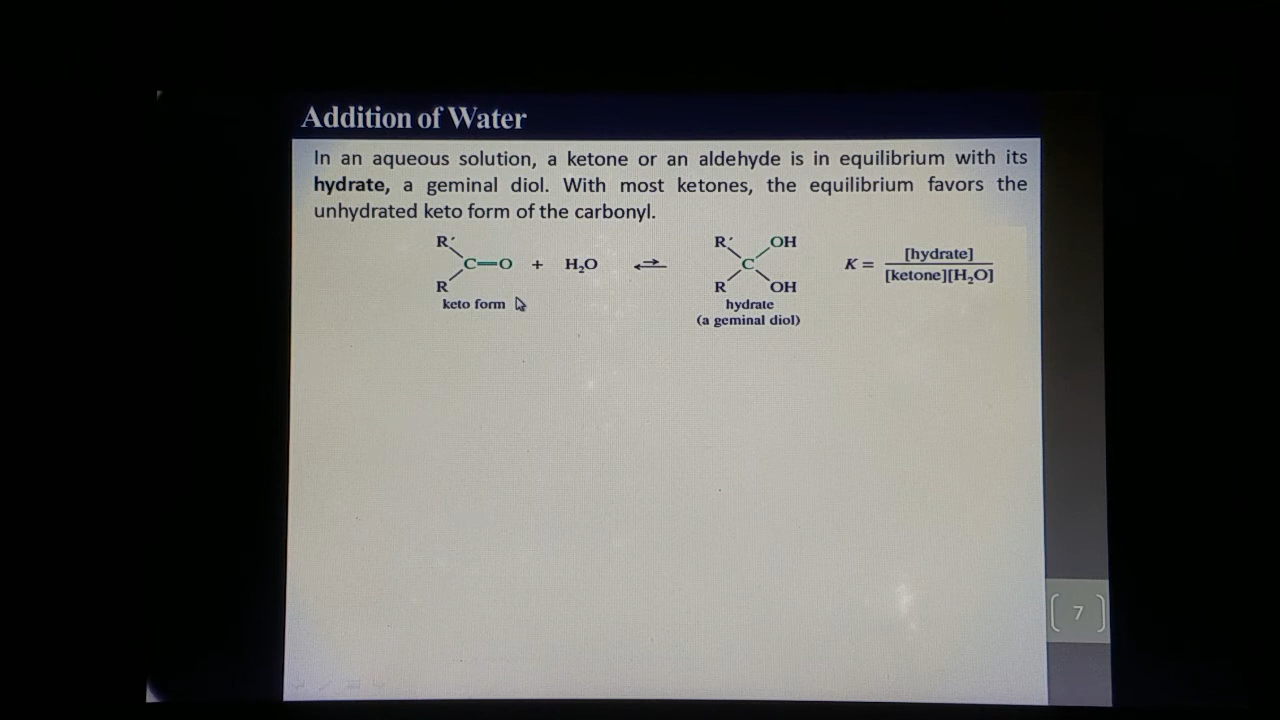 Addition of Water
In an aqueous solution, a ketone or an aldehyde is in equilibrium with its
hydrate, a geminal diol. With most ketones, the equilibrium favors the
unhydrated keto form of the carbonyl.
R′
C=O + H₂O ⇌
R
keto form
R′ OH
C
R OH
hydrate
(a geminal diol)
K = [hydrate]
[ketone][H₂O]
[ 7 ]